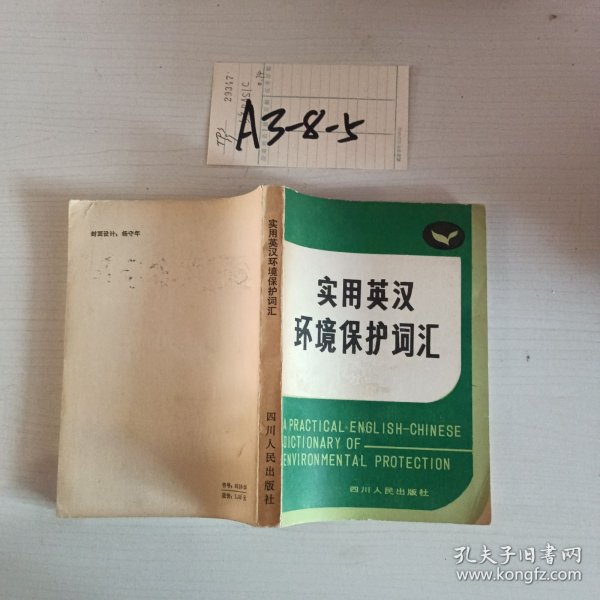 A3-8-5
29347
封面设计：杨守年
实用英汉环境保护词汇
四川人民出版社
实用英汉
环境保护词汇
A PRACTICAL ENGLISH-CHINESE
DICTIONARY OF
ENVIRONMENTAL PROTECTION
四川人民出版社
孔夫子旧书网
www.kongfz.com